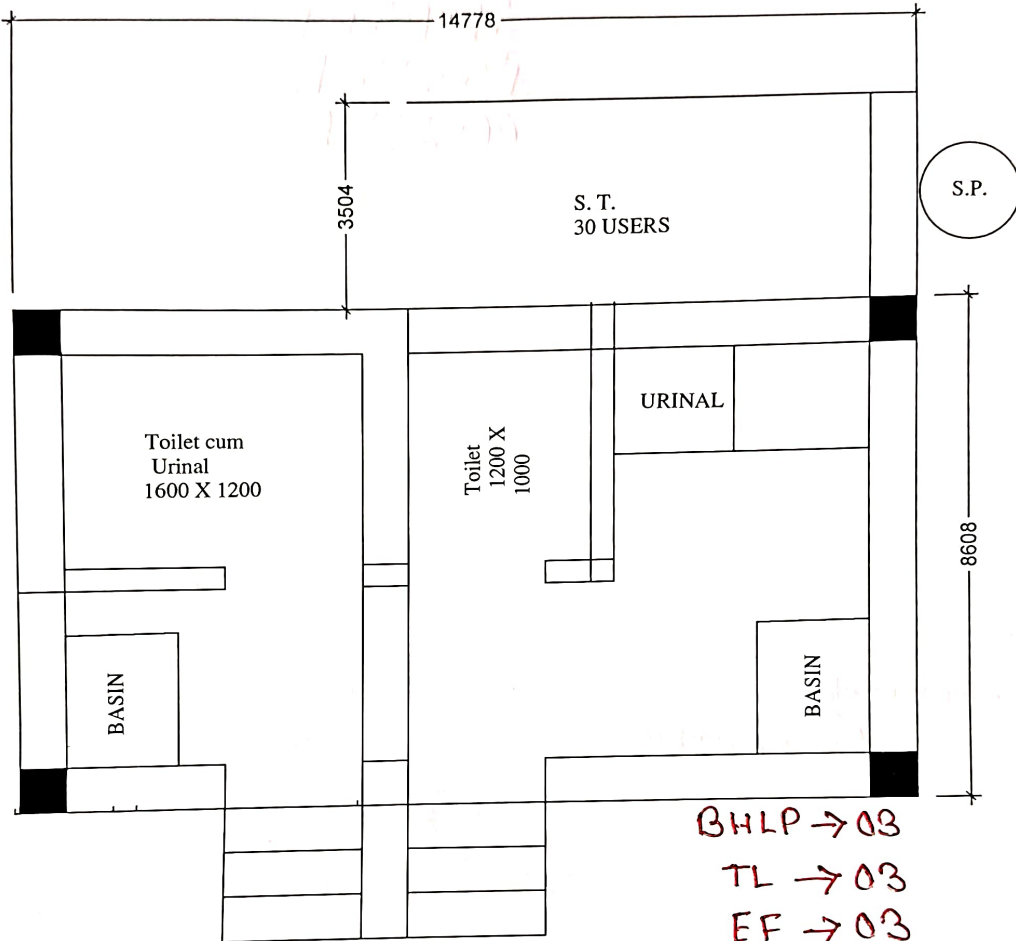 14778
3504
S. T.
30 USERS
S.P.
Toilet cum
Urinal
1600 X 1200
Toilet
1200 X
1000
URINAL
8608
BASIN
BASIN
BHLP → 03
TL → 03
EF → 03